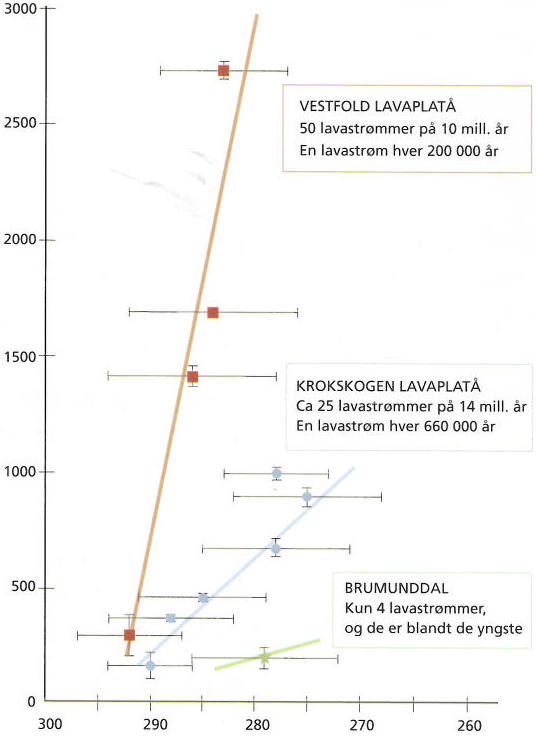 3000
2500
2000
1500
1000
500
0
VESTFOLD LAVAPLATÅ
50 lavastrømmer på 10 mill. år
En lavastrøm hver 200 000 år
KROKSKOGEN LAVAPLATÅ
Ca 25 lavastrømmer på 14 mill. år
En lavastrøm hver 660 000 år
BRUMUNDDAL
Kun 4 lavastrømmer,
og de er blandt de yngste
300 290 280 270 260